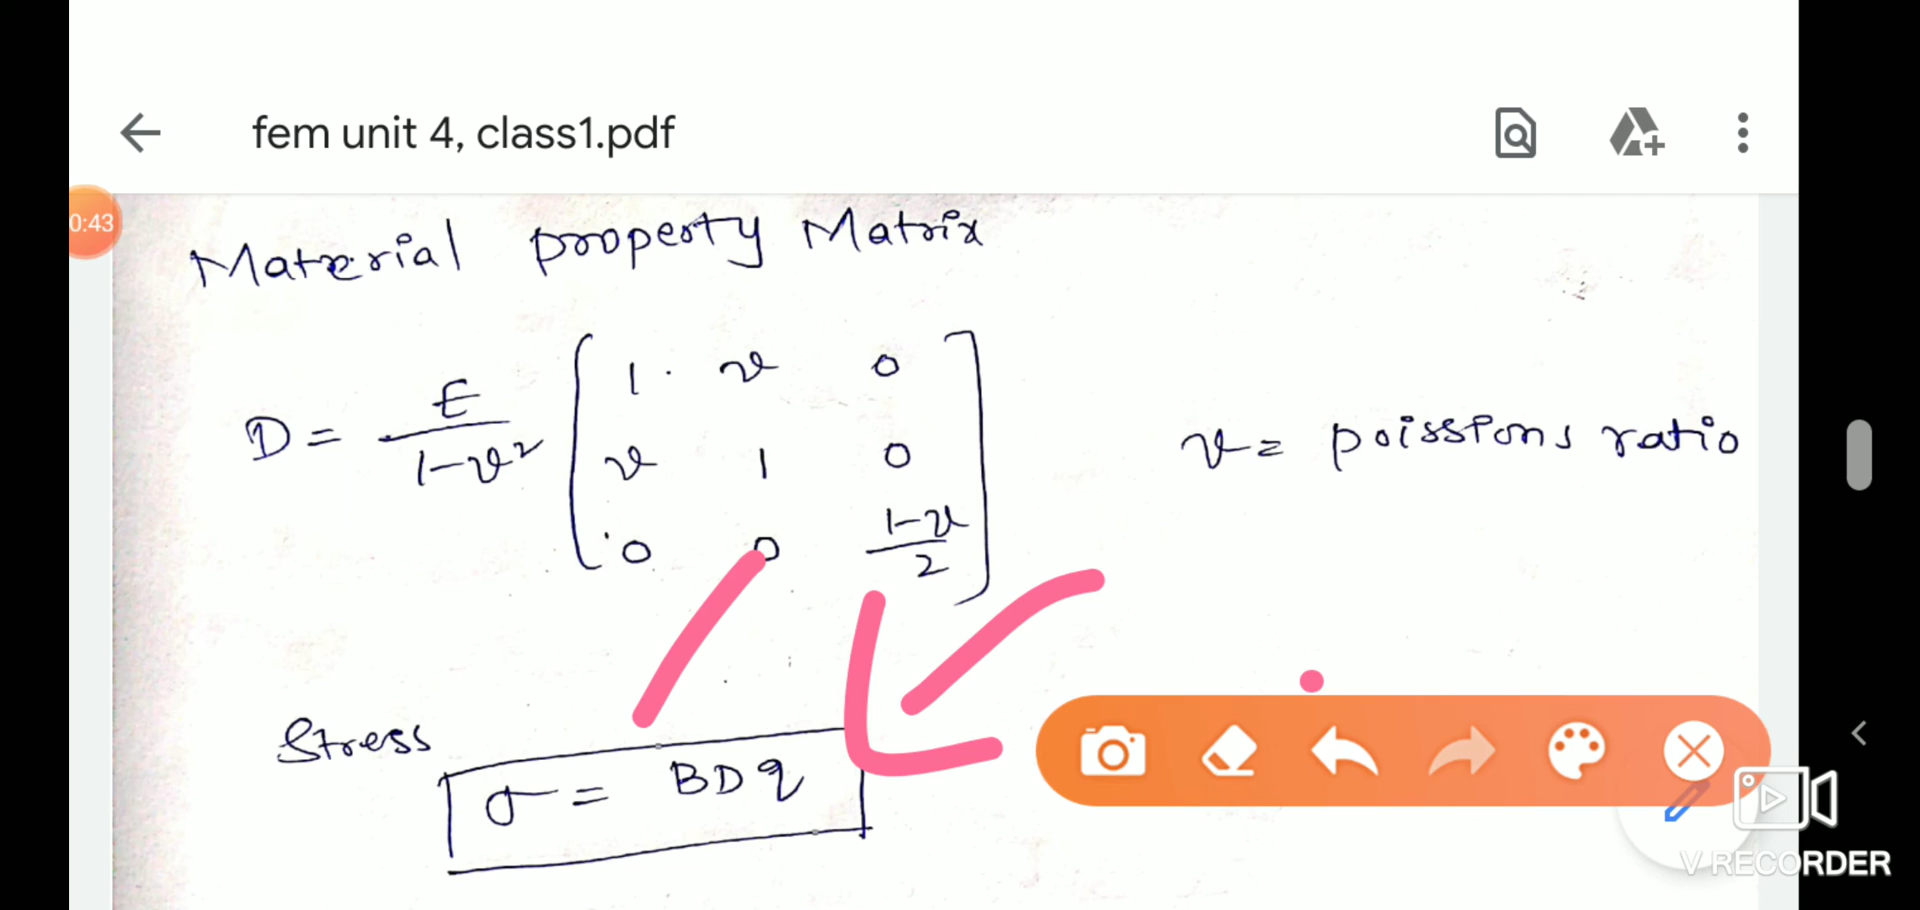 fem unit 4, class1.pdf
0:43
Material property Matrix
D = E / 1-ν² [ 1 ν 0
ν 1 0
0 0 1-ν / 2 ]
ν = poissions ratio
Stress
σ = BDq
V RECORDER